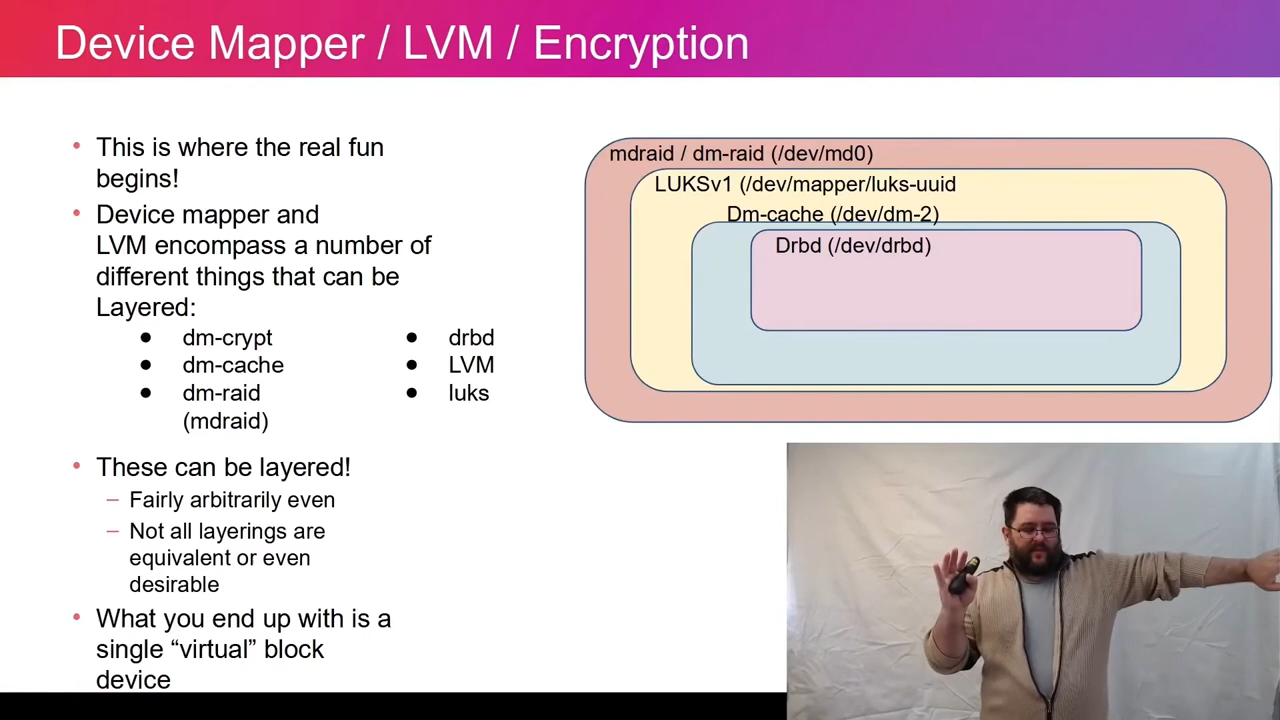 Device Mapper / LVM / Encryption
• This is where the real fun
begins!
• Device mapper and
LVM encompass a number of
different things that can be
Layered:
● dm-crypt
● dm-cache
● dm-raid
(mdraid)
● drbd
● LVM
● luks
• These can be layered!
– Fairly arbitrarily even
– Not all layerings are
equivalent or even
desirable
• What you end up with is a
single “virtual” block
device
mdraid / dm-raid (/dev/md0)
LUKSv1 (/dev/mapper/luks-uuid
Dm-cache (/dev/dm-2)
Drbd (/dev/drbd)